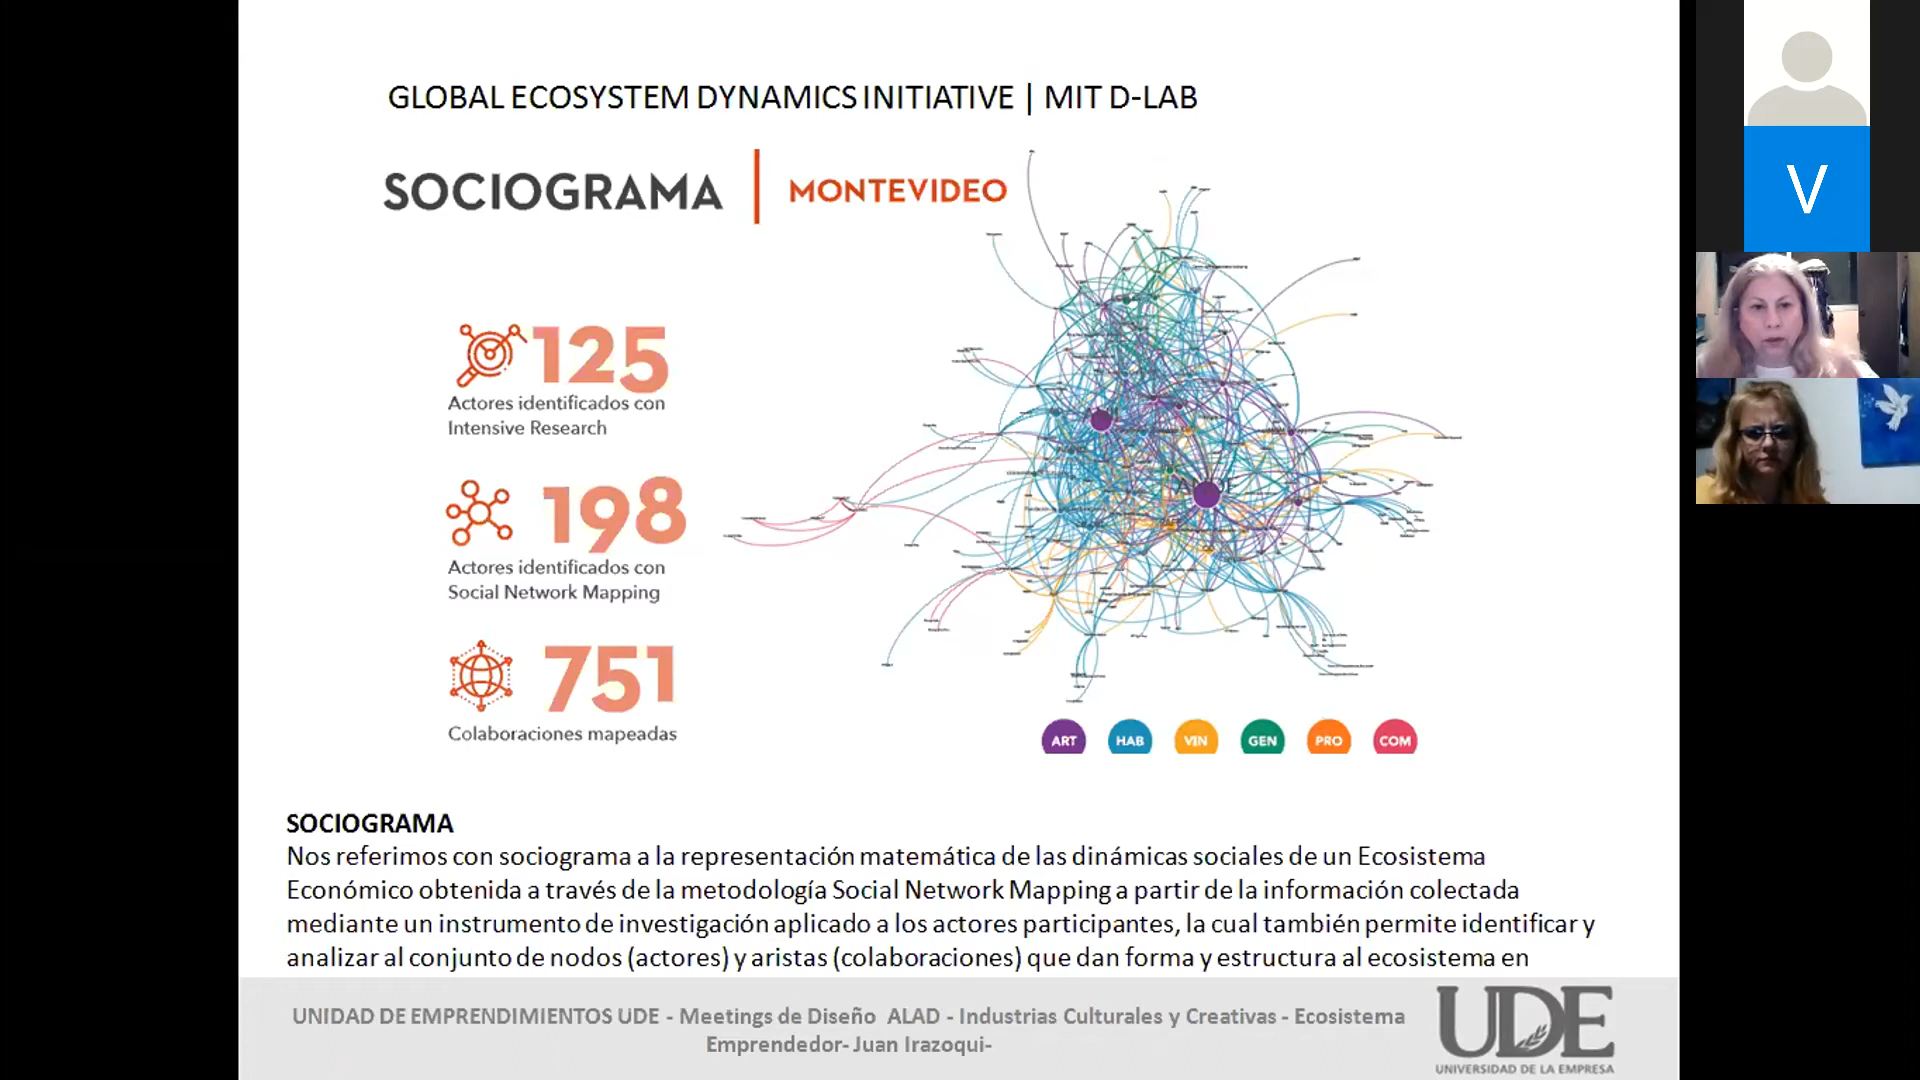 GLOBAL ECOSYSTEM DYNAMICS INITIATIVE | MIT D-LAB
SOCIOGRAMA | MONTEVIDEO
125
Actores identificados con
Intensive Research
198
Actores identificados con
Social Network Mapping
751
Colaboraciones mapeadas
ART HAB VIN GEN PRO COM
SOCIOGRAMA
Nos referimos con sociograma a la representación matemática de las dinámicas sociales de un Ecosistema
Económico obtenida a través de la metodología Social Network Mapping a partir de la información colectada
mediante un instrumento de investigación aplicado a los actores participantes, la cual también permite identificar y
analizar al conjunto de nodos (actores) y aristas (colaboraciones) que dan forma y estructura al ecosistema en
UNIDAD DE EMPRENDIMIENTOS UDE - Meetings de Diseño ALAD - Industrias Culturales y Creativas - Ecosistema
Emprendedor- Juan Irazoqui-
UDE
UNIVERSIDAD DE LA EMPRESA
V